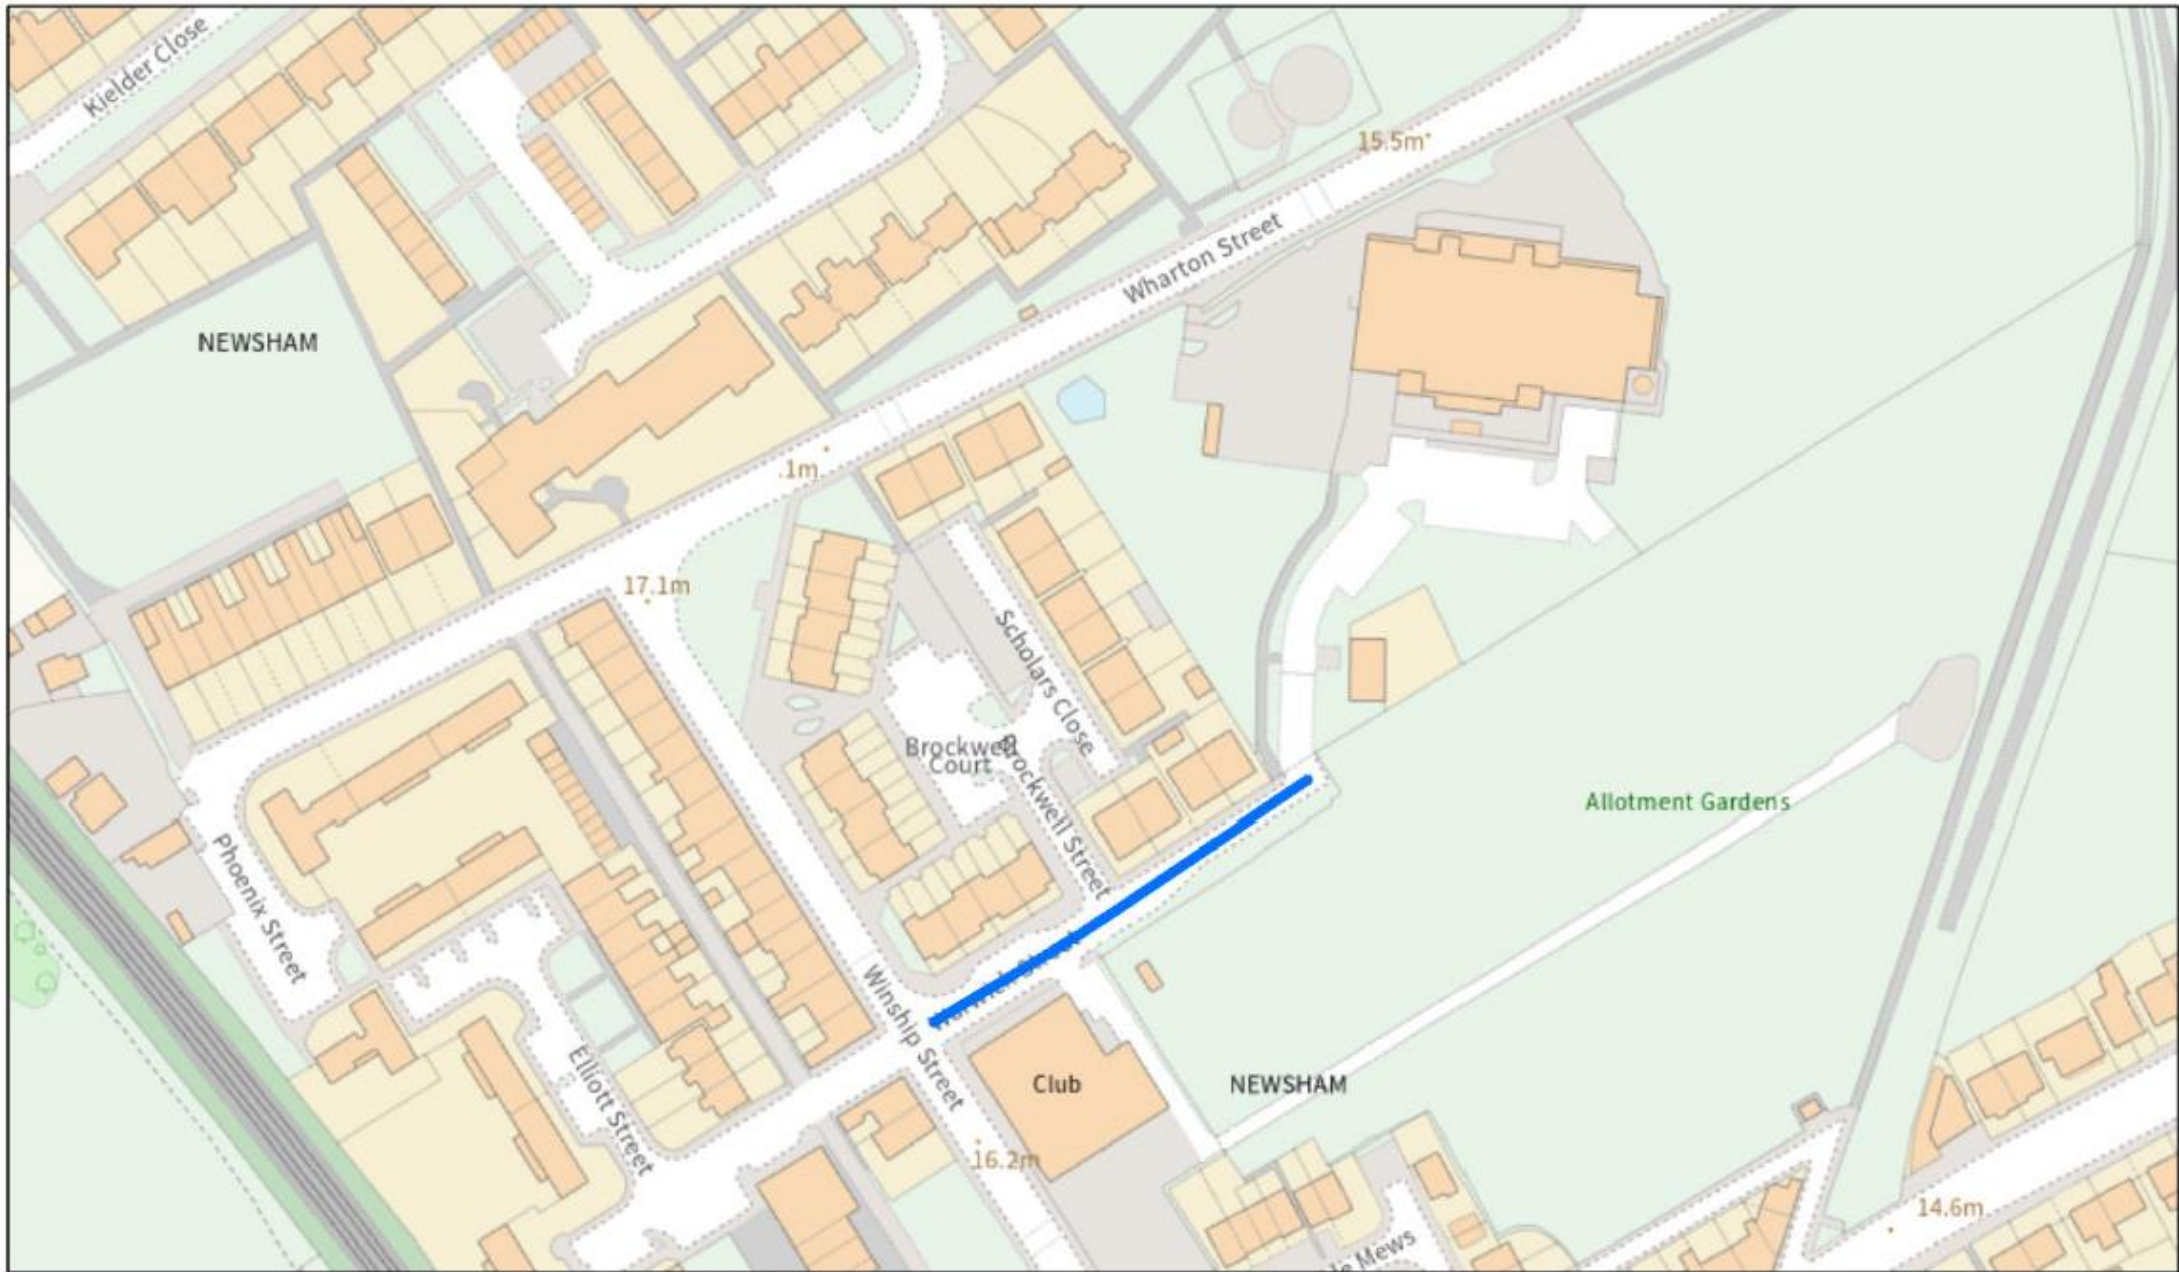 Kielder Close
15.5m
Wharton Street
NEWSHAM
.1m
17.1m
Scholars Close
Brockwell
Court
Brockwell Street
Allotment Gardens
Phoenix Street
Winship Street
Elliott Street
Club
NEWSHAM
16.2m
14.6m
Mews